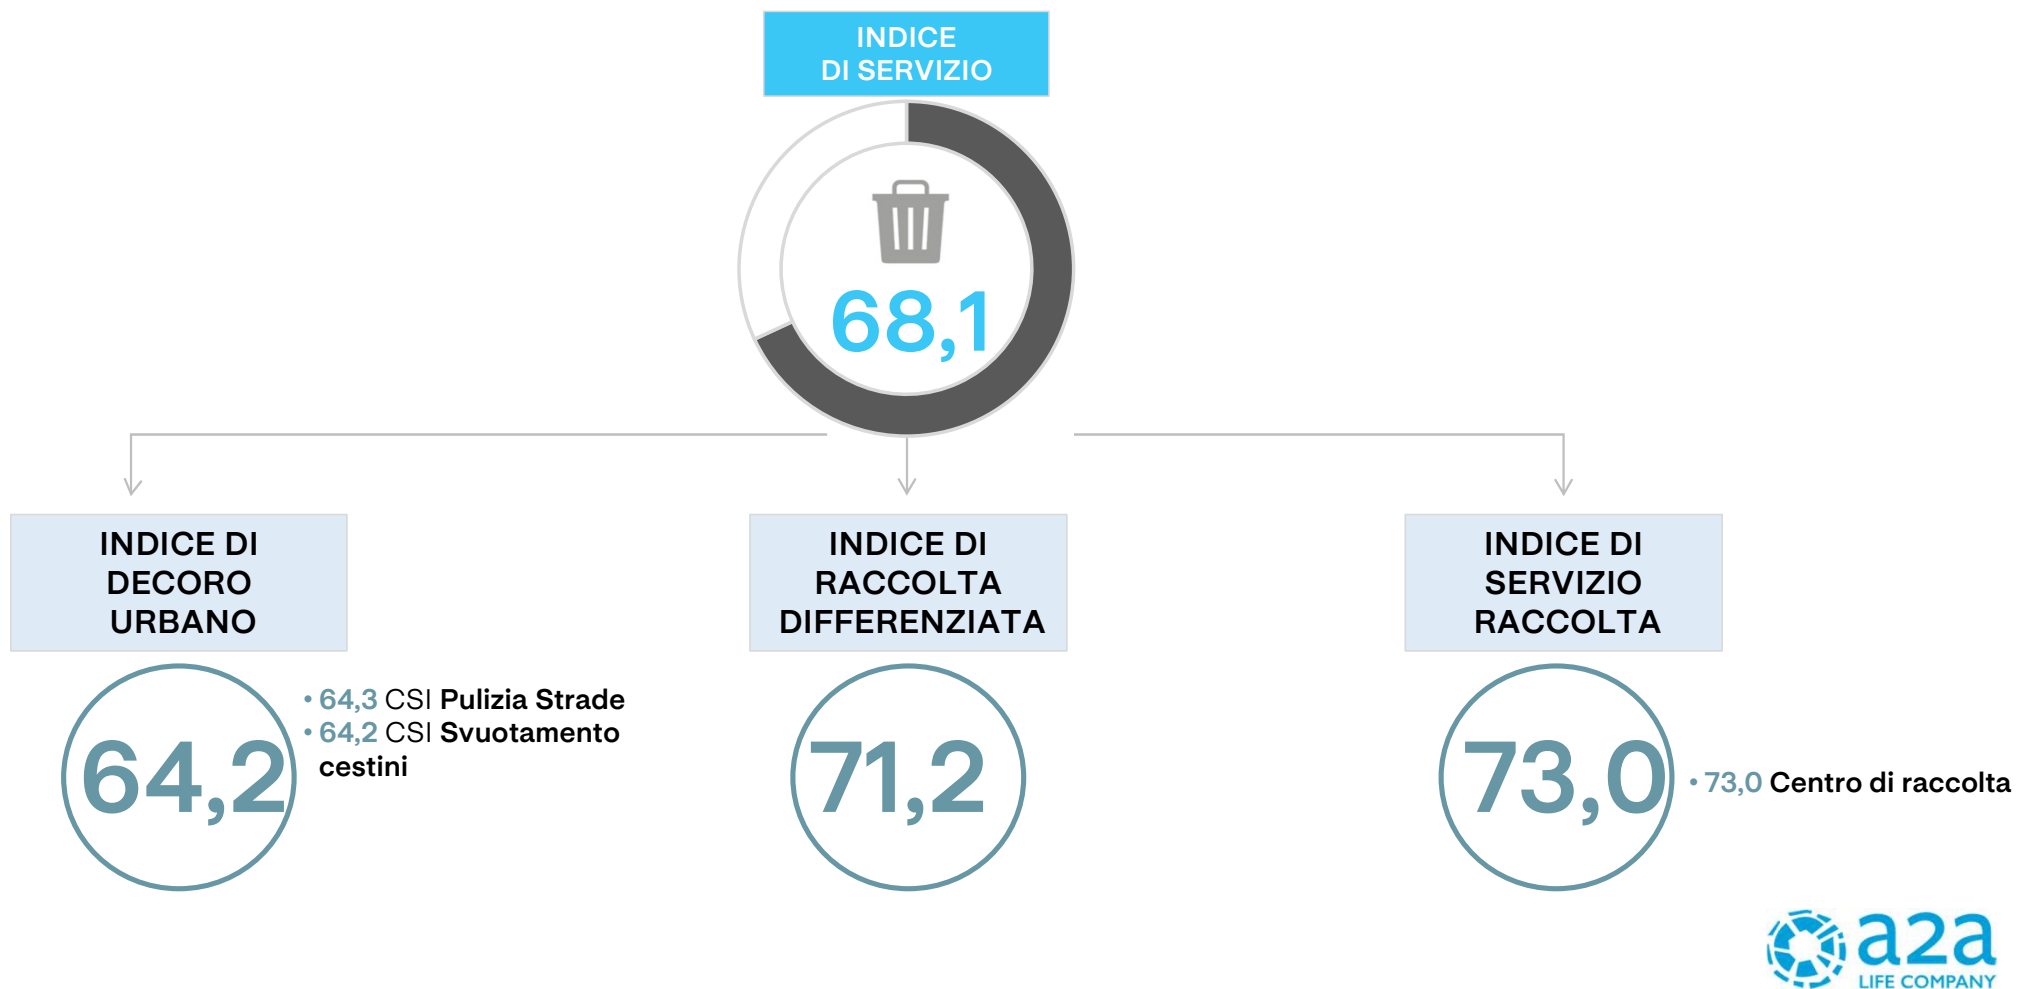 INDICE
DI SERVIZIO
68,1
INDICE DI
DECORO
URBANO
64,2
• 64,3 CSI Pulizia Strade
• 64,2 CSI Svuotamento
cestini
INDICE DI
RACCOLTA
DIFFERENZIATA
71,2
INDICE DI
SERVIZIO
RACCOLTA
73,0
• 73,0 Centro di raccolta
a2a
LIFE COMPANY